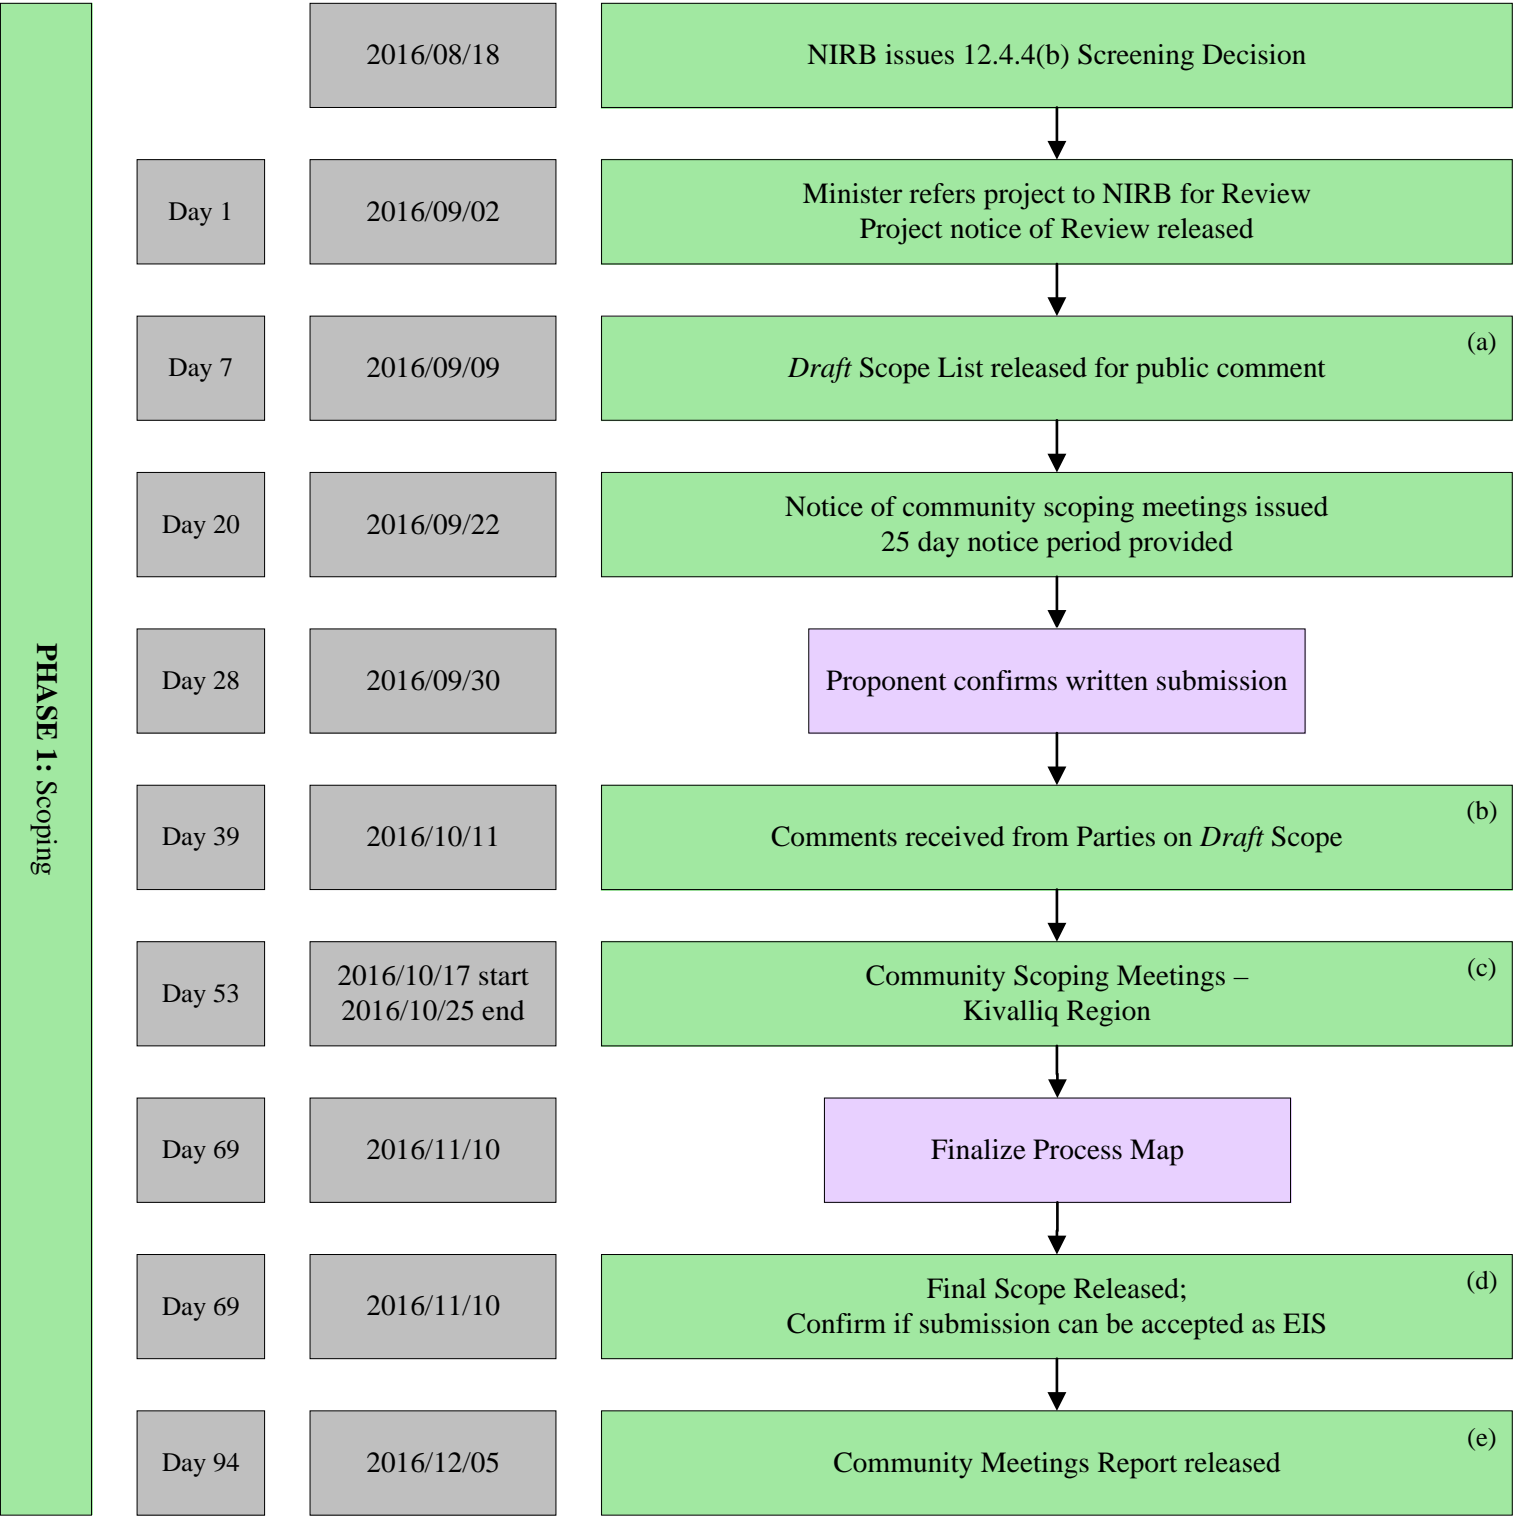 PHASE 1: Scoping
2016/08/18
NIRB issues 12.4.4(b) Screening Decision
Day 1
2016/09/02
Minister refers project to NIRB for Review
Project notice of Review released
Day 7
2016/09/09
Draft Scope List released for public comment
(a)
Day 20
2016/09/22
Notice of community scoping meetings issued
25 day notice period provided
Day 28
2016/09/30
Proponent confirms written submission
Day 39
2016/10/11
Comments received from Parties on Draft Scope
(b)
Day 53
2016/10/17 start
2016/10/25 end
Community Scoping Meetings –
Kivalliq Region
(c)
Day 69
2016/11/10
Finalize Process Map
Day 69
2016/11/10
Final Scope Released;
Confirm if submission can be accepted as EIS
(d)
Day 94
2016/12/05
Community Meetings Report released
(e)